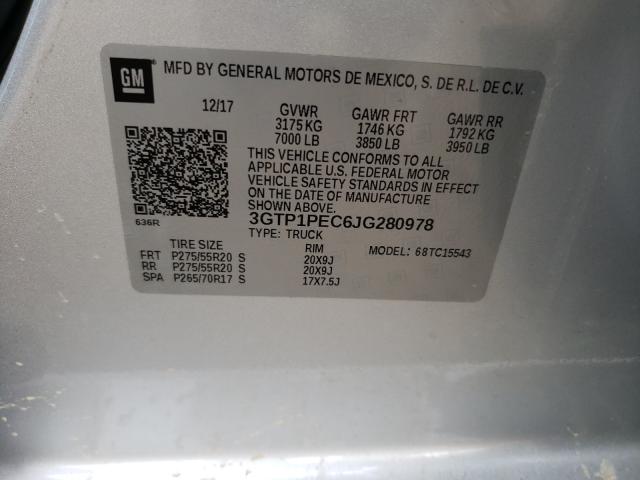 GM
MFD BY GENERAL MOTORS DE MEXICO, S. DE R.L. DE C.V.
12/17 GVWR GAWR FRT GAWR RR
3175 KG 1746 KG 1792 KG
7000 LB 3850 LB 3950 LB
THIS VEHICLE CONFORMS TO ALL
APPLICABLE U.S. FEDERAL MOTOR
VEHICLE SAFETY STANDARDS IN EFFECT
ON THE DATE OF MANUFACTURE
SHOWN ABOVE.
636R 3GTP1PEC6JG280978
TYPE: TRUCK
TIRE SIZE RIM MODEL: 68TC15543
FRT P275/55R20 S 20X9J
RR P275/55R20 S 20X9J
SPA P265/70R17 S 17X7.5J